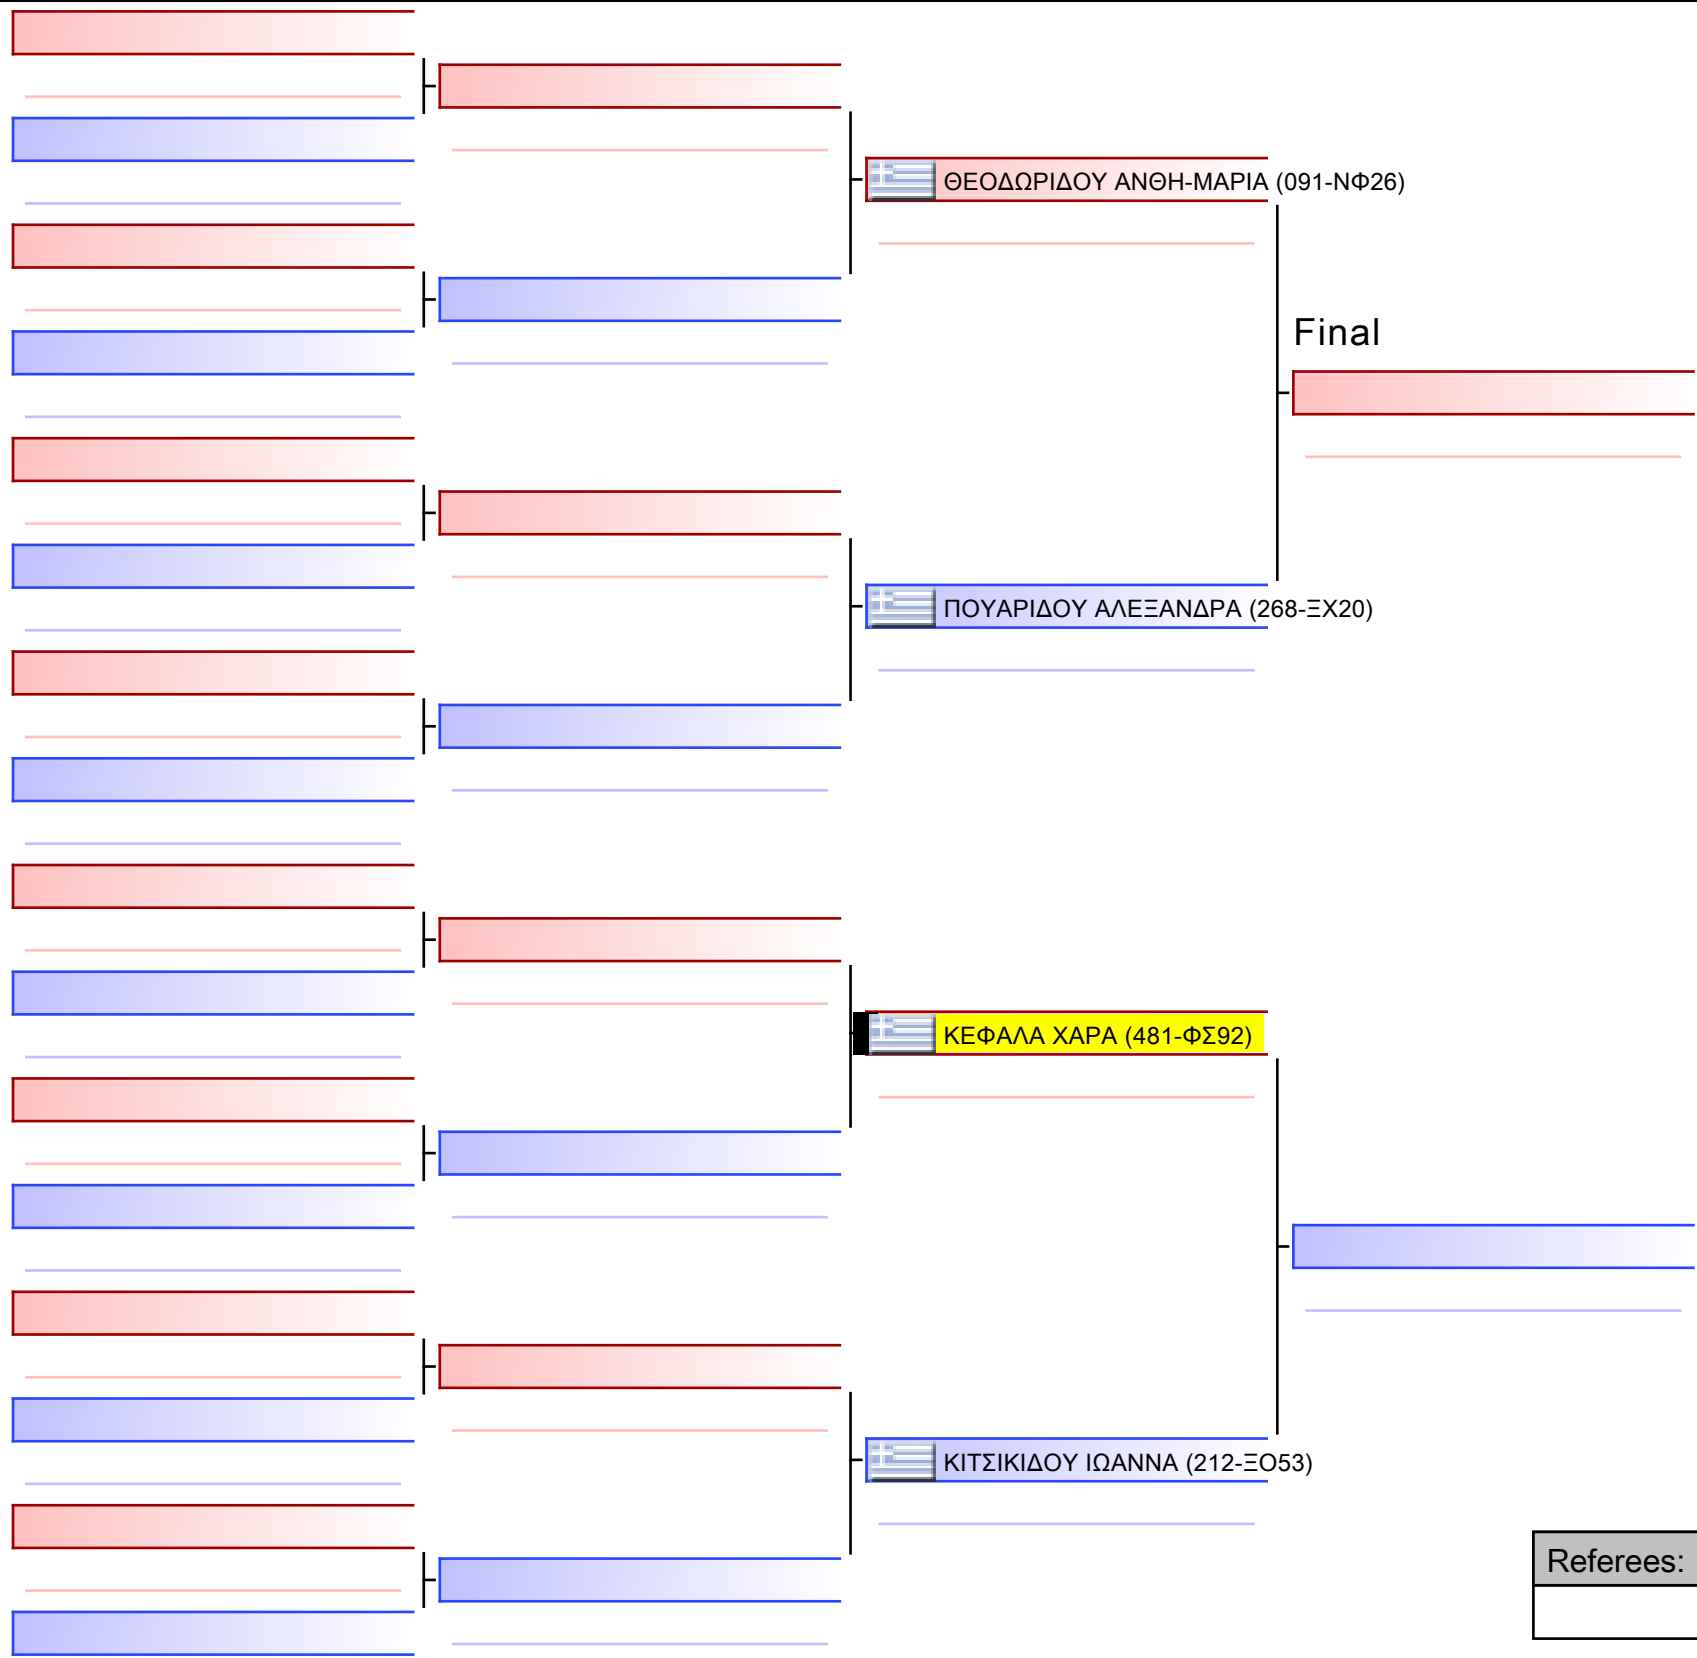 ΘΕΟΔΩΡΙΔΟΥ ΑΝΘΗ-ΜΑΡΙΑ (091-ΝΦ26)
Final
ΠΟΥΑΡΙΔΟΥ ΑΛΕΞΑΝΔΡΑ (268-ΞΧ20)
ΚΕΦΑΛΑ ΧΑΡΑ (481-ΦΣ92)
ΚΙΤΣΙΚΙΔΟΥ ΙΩΑΝΝΑ (212-ΞΟ53)
Referees: